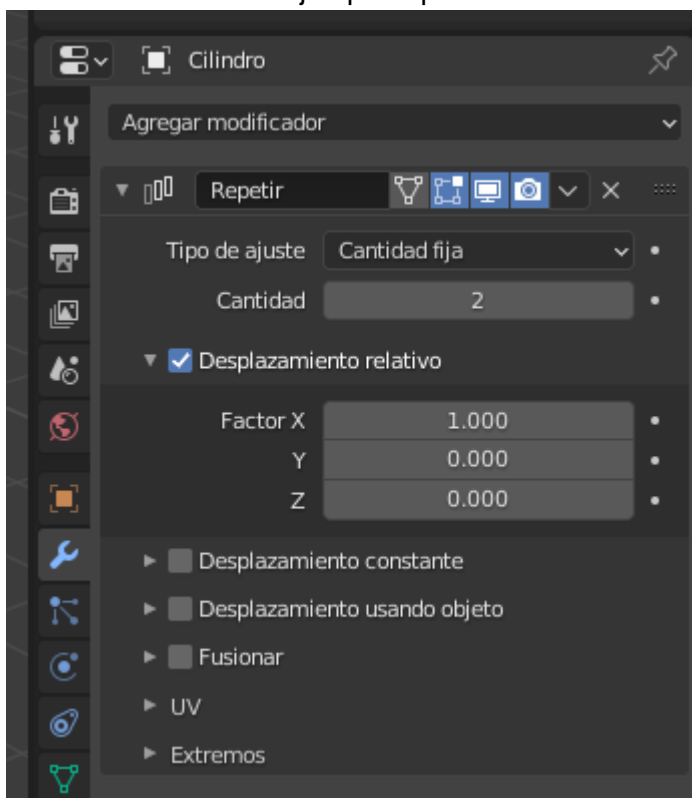 Cilindro
Agregar modificador
Repetir
Tipo de ajuste Cantidad fija
Cantidad 2
Desplazamiento relativo
Factor X 1.000
Y 0.000
Z 0.000
Desplazamiento constante
Desplazamiento usando objeto
Fusionar
UV
Extremos